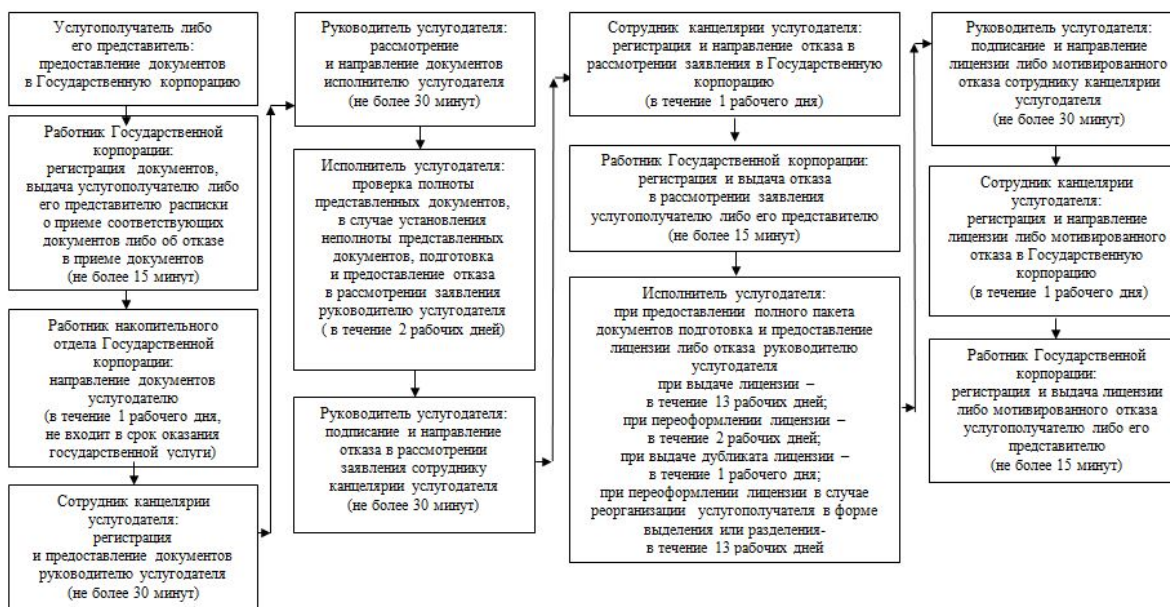 Услугополучатель либо
его представитель:
предоставление документов
в Государственную корпорацию
Работник Государственной
корпорации:
регистрация документов,
выдача услугополучателю либо
его представителю расписки
о приеме соответствующих
документов либо об отказе
в приеме документов
(не более 15 минут)
Работник накопительного
отдела Государственной
корпорации:
направление документов
услугодателю
(в течение 1 рабочего дня,
не входит в срок оказания
государственной услуги)
Сотрудник канцелярии
услугодателя:
регистрация
и предоставление документов
руководителю услугодателя
(не более 30 минут)
Руководитель услугодателя:
рассмотрение
и направление документов
исполнителю услугодателя
(не более 30 минут)
Исполнитель услугодателя:
проверка полноты
представленных документов,
в случае установления
неполноты представленных
документов, подготовка
и предоставление отказа
в рассмотрении заявления
руководителю услугодателя
( в течение 2 рабочих дней)
Руководитель услугодателя:
подписание и направление
отказа в рассмотрении
заявления сотруднику
канцелярии услугодателя
(не более 30 минут)
Сотрудник канцелярии услугодателя:
регистрация и направление отказа в
рассмотрении заявления в Государственную
корпорацию
(в течение 1 рабочего дня)
Работник Государственной корпорации:
регистрация и выдача отказа
в рассмотрении заявления
услугополучателю либо его представителю
(не более 15 минут)
Исполнитель услугодателя:
при предоставлении полного пакета
документов подготовка и предоставление
лицензии либо отказа руководителю
услугодателя
при выдаче лицензии –
в течение 13 рабочих дней;
при переоформлении лицензии –
в течение 2 рабочих дней;
при выдаче дубликата лицензии –
в течение 1 рабочего дня;
при переоформлении лицензии в случае
реорганизации услугополучателя в форме
выделения или разделения-
в течение 13 рабочих дней
Руководитель услугодателя:
подписание и направление
лицензии либо мотивированного
отказа сотруднику канцелярии
услугодателя
(не более 30 минут)
Сотрудник канцелярии
услугодателя:
регистрация и направление
лицензии либо мотивированного
отказа в Государственную
корпорацию
(в течение 1 рабочего дня)
Работник Государственной
корпорации:
регистрация и выдача лицензии
либо мотивированного отказа
услугополучателю либо его
представителю
(не более 15 минут)